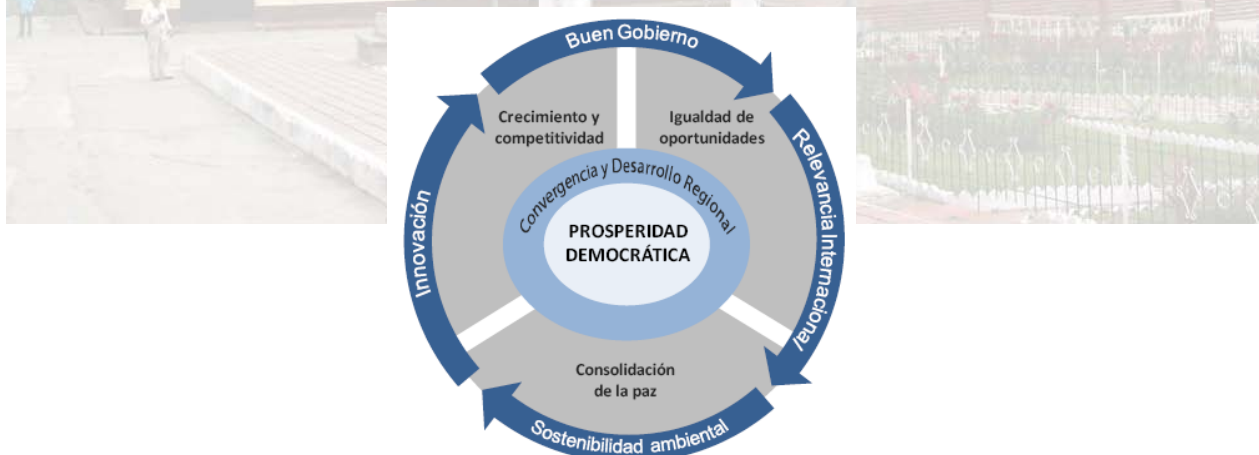 Buen Gobierno
Crecimiento y
competitividad
Igualdad de
oportunidades
Relevancia Internacional
Convergencia y Desarrollo Regional
Innovación
PROSPERIDAD
DEMOCRÁTICA
Consolidación
de la paz
Sostenibilidad ambiental